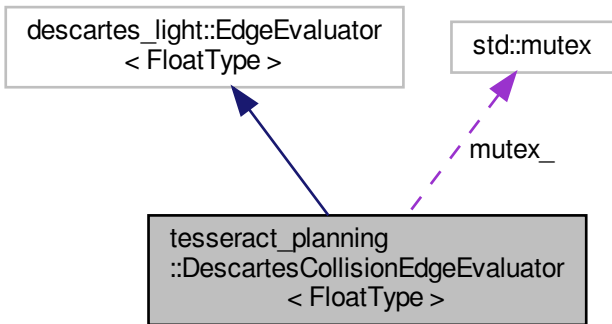 descartes_light::EdgeEvaluator
< FloatType >
std::mutex
mutex_
tesseract_planning
::DescartesCollisionEdgeEvaluator
< FloatType >